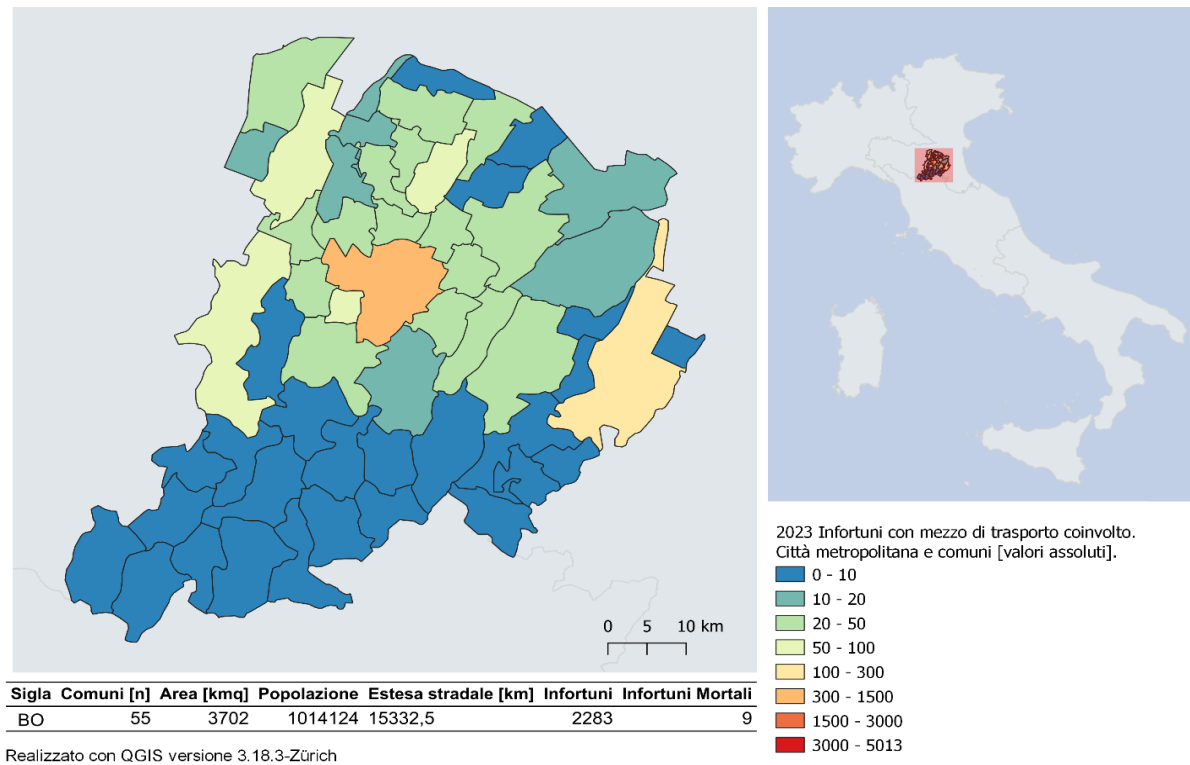 0 5 10 km
2023 Infortuni con mezzo di trasporto coinvolto.
Città metropolitana e comuni [valori assoluti].
0 - 10
10 - 20
20 - 50
50 - 100
100 - 300
300 - 1500
1500 - 3000
3000 - 5013
Sigla Comuni [n] Area [kmq] Popolazione Estesa stradale [km] Infortuni Infortuni Mortali
BO 55 3702 1014124 15332,5 2283 9
Realizzato con QGIS versione 3.18.3-Zürich